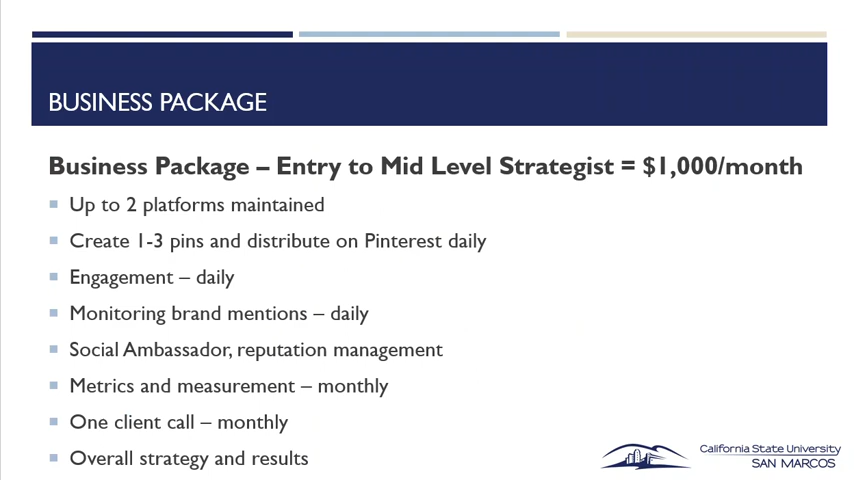 BUSINESS PACKAGE
Business Package – Entry to Mid Level Strategist = $1,000/month
Up to 2 platforms maintained
Create 1-3 pins and distribute on Pinterest daily
Engagement – daily
Monitoring brand mentions – daily
Social Ambassador, reputation management
Metrics and measurement – monthly
One client call – monthly
Overall strategy and results
California State University
SAN MARCOS